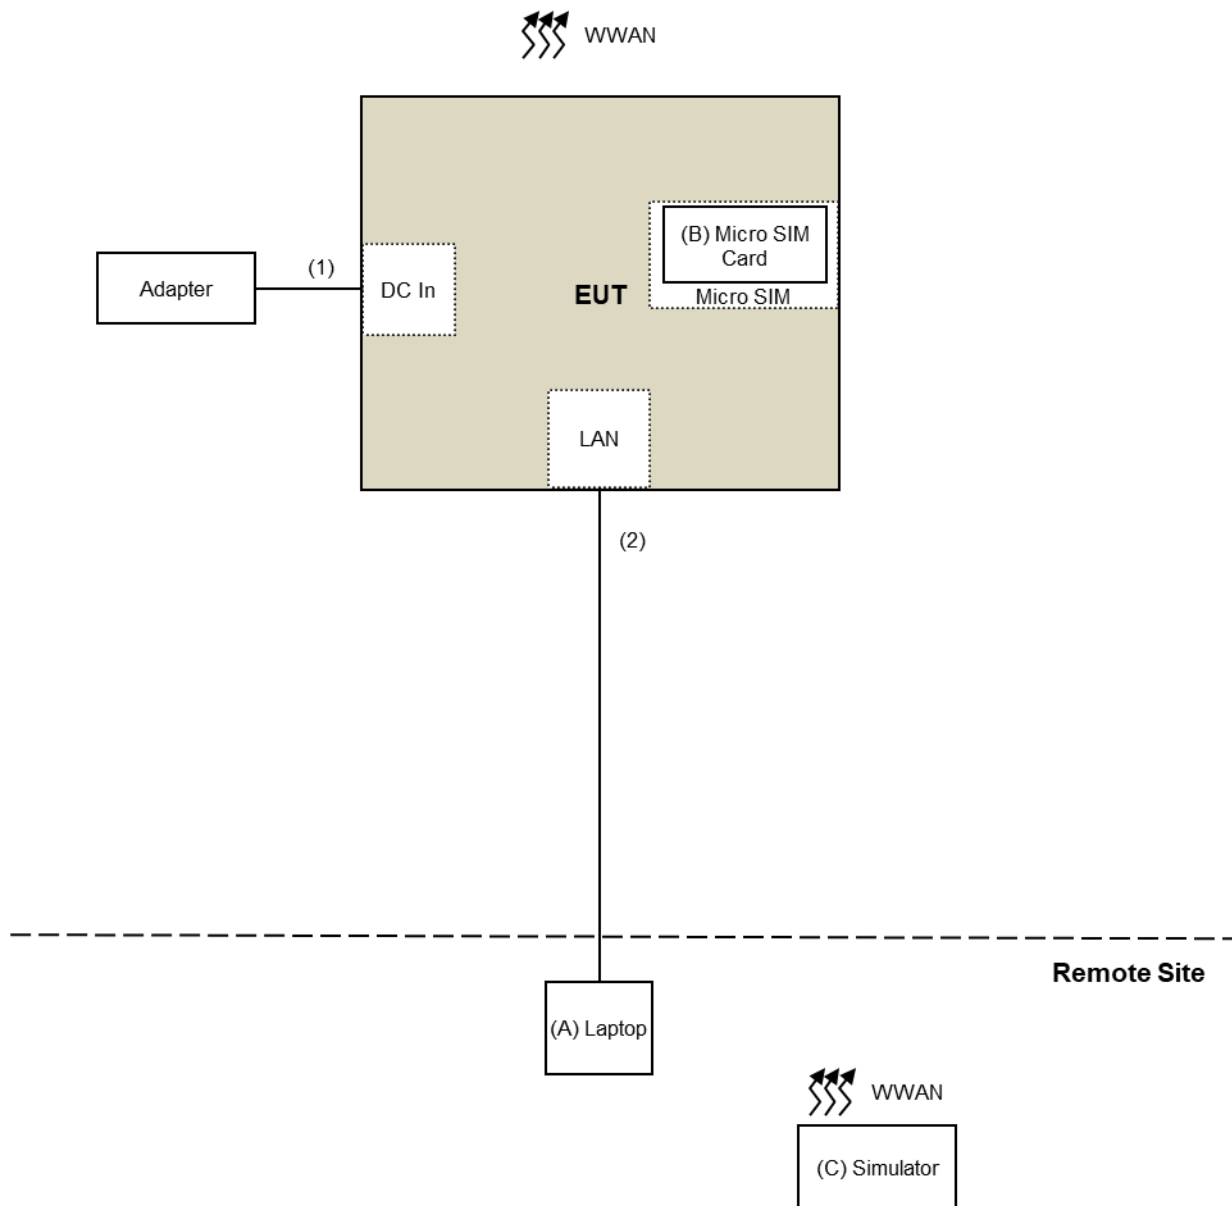 WWAN
(B) Micro SIM
Card
(1)
Adapter
DC In
EUT
Micro SIM
LAN
(2)
Remote Site
(A) Laptop
WWAN
(C) Simulator